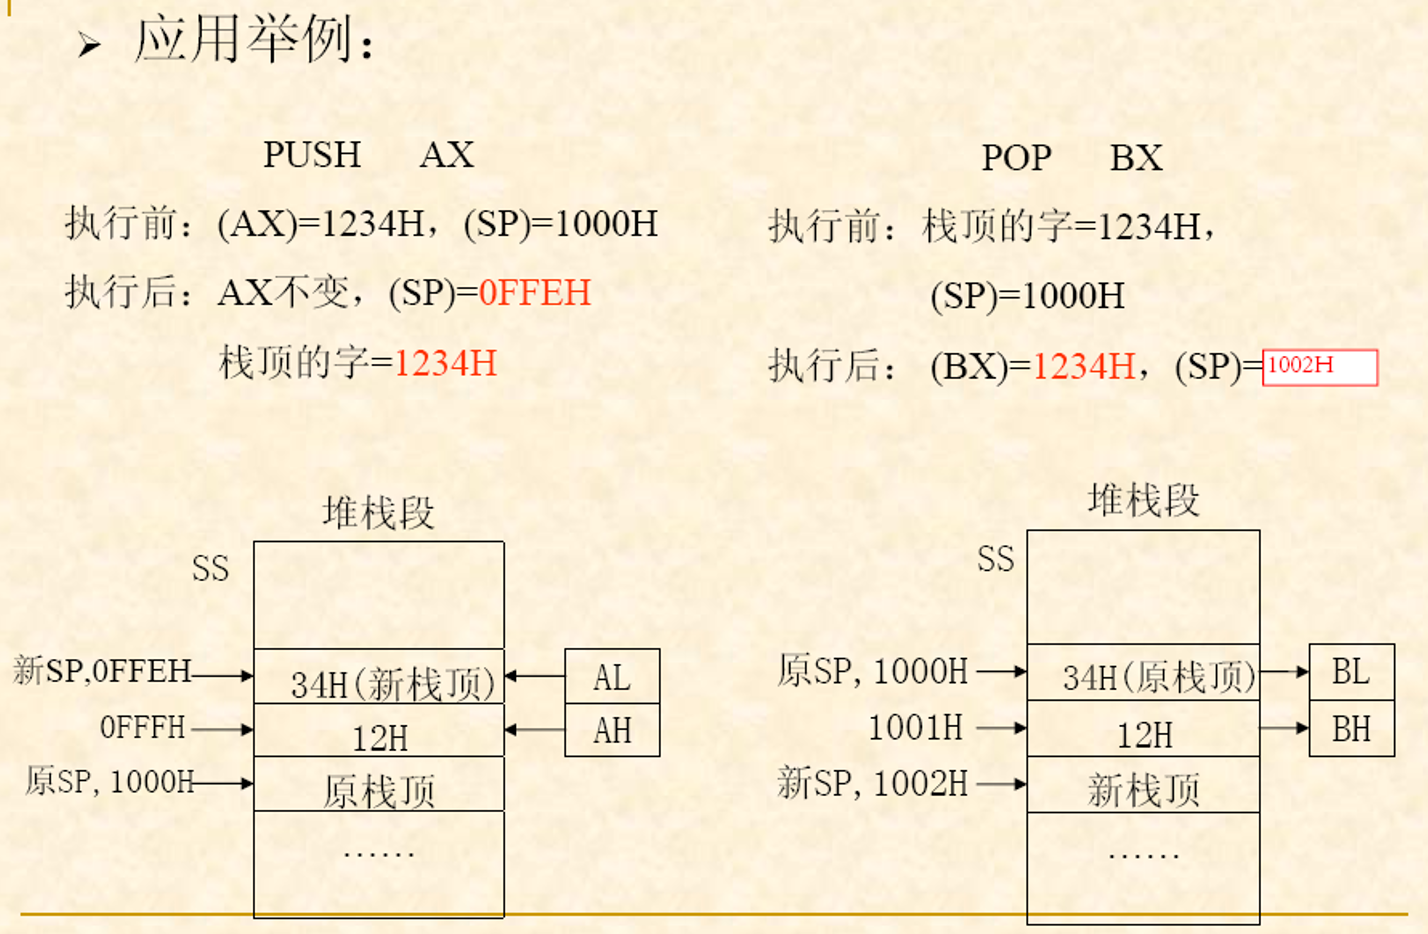 ➢ 应用举例：
PUSH AX
执行前：(AX)=1234H，(SP)=1000H
执行后：AX不变，(SP)=0FFEH
栈顶的字=1234H
POP BX
执行前：栈顶的字=1234H，
(SP)=1000H
执行后： (BX)=1234H，(SP)=1002H
堆栈段
SS
新SP,0FFEH
34H(新栈顶)
AL
0FFFH
12H
AH
原SP,1000H
原栈顶
……
堆栈段
SS
原SP,1000H
34H(原栈顶)
BL
1001H
12H
BH
新SP,1002H
新栈顶
……